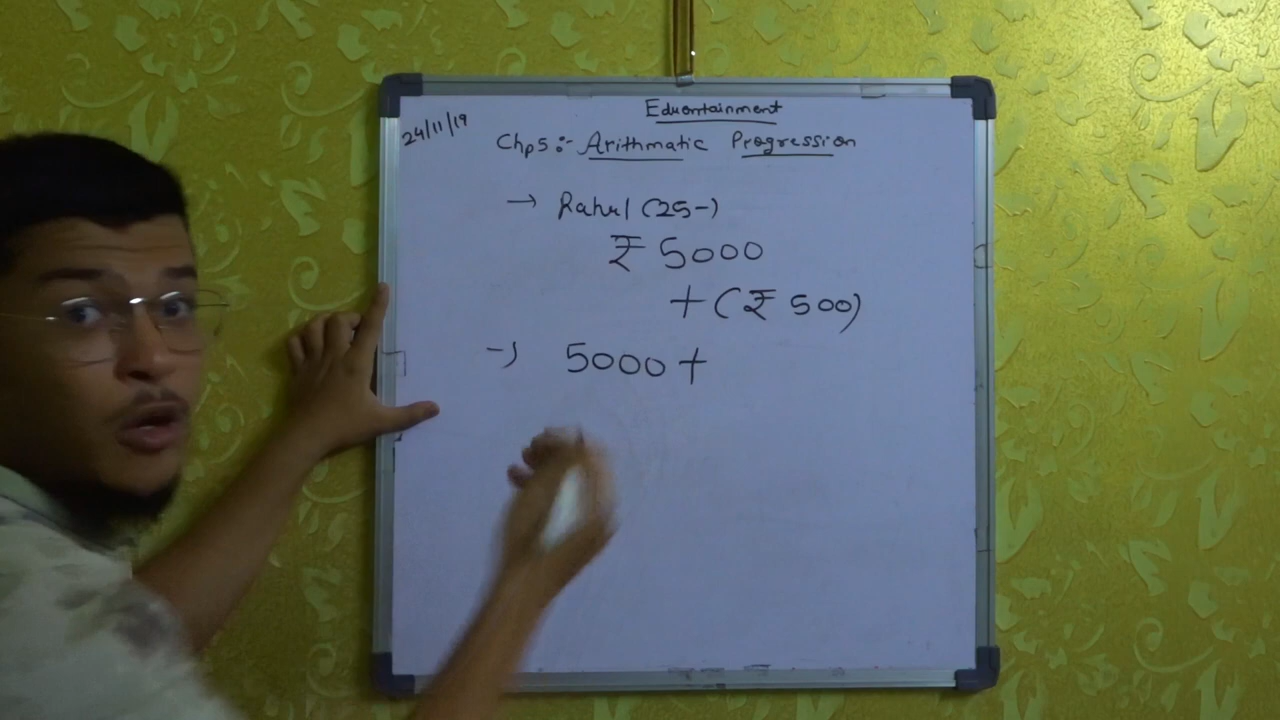 Eduentainment
24/11/19
Chp5:- Arithmatic Progression
→ Rahul (25-)
₹ 5000
+ (₹ 500)
→ 5000 +